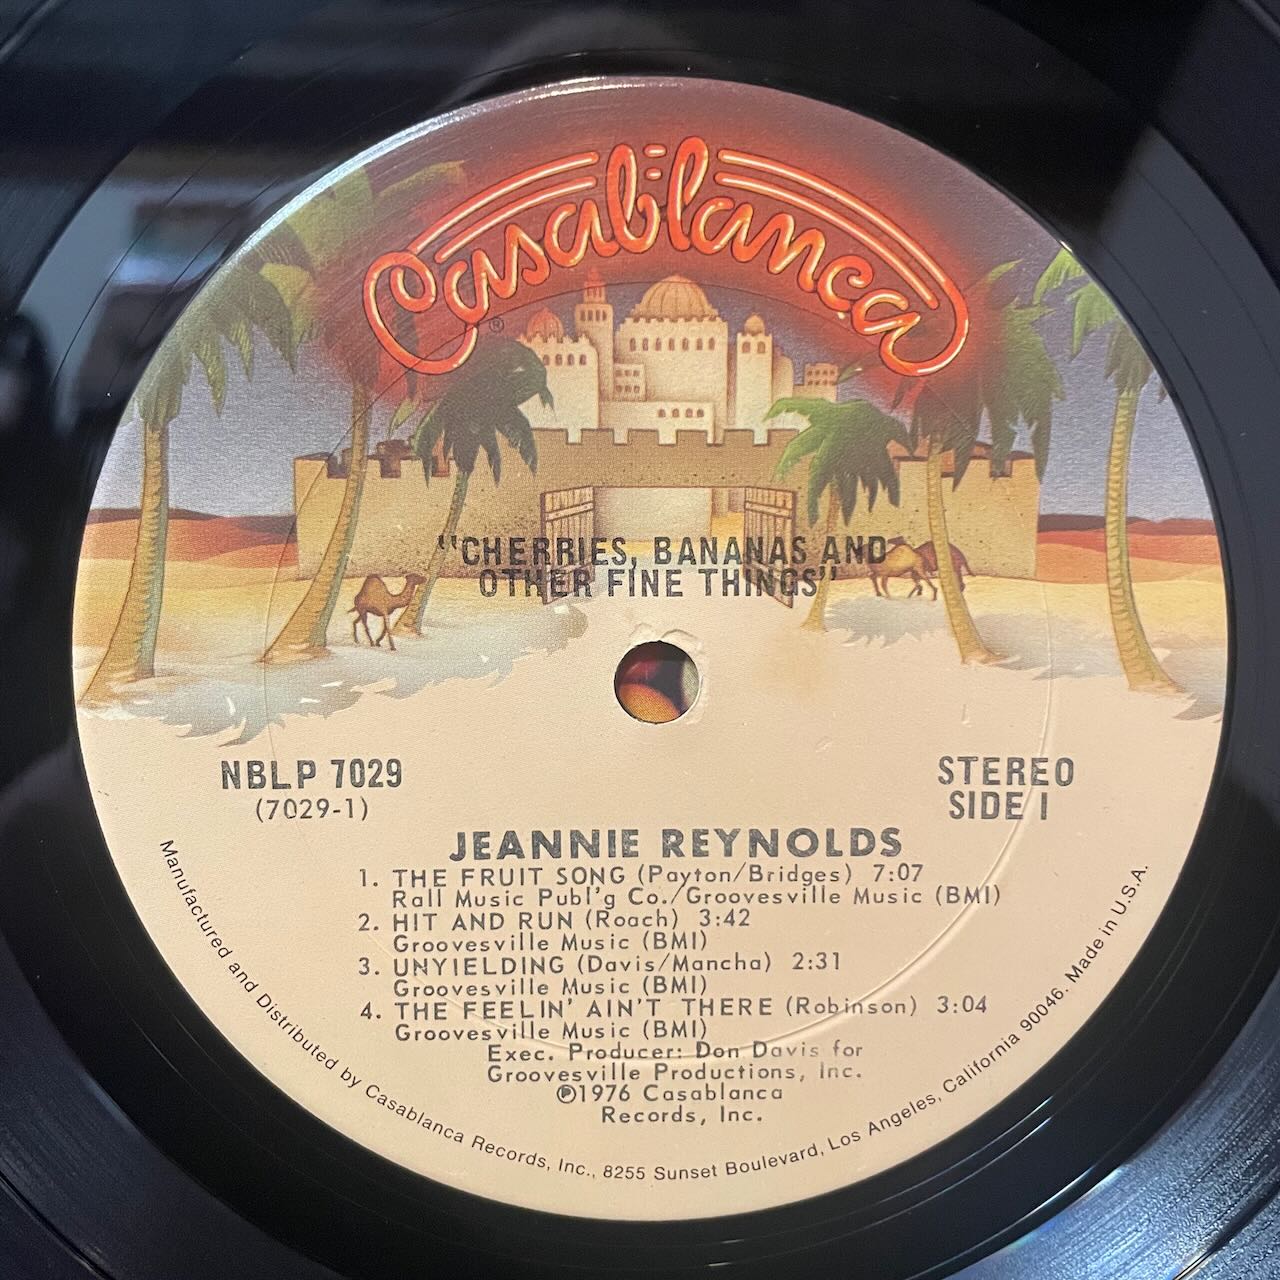 Casablanca
®
"CHERRIES, BANANAS AND
OTHER FINE THINGS"
NBLP 7029
(7029-1)
STEREO
SIDE 1
JEANNIE REYNOLDS
1. THE FRUIT SONG (Payton/Bridges) 7:07
Rall Music Publ'g Co./Groovesville Music (BMI)
2. HIT AND RUN (Roach) 3:42
Groovesville Music (BMI)
3. UNYIELDING (Davis/Mancha) 2:31
Groovesville Music (BMI)
4. THE FEELIN' AIN'T THERE (Robinson) 3:04
Groovesville Music (BMI)
Exec. Producer: Don Davis for
Groovesville Productions, Inc.
℗1976 Casablanca
Records, Inc.
Manufactured and Distributed by Casablanca Records, Inc., 8255 Sunset Boulevard, Los Angeles, California 90046. Made in U.S.A.